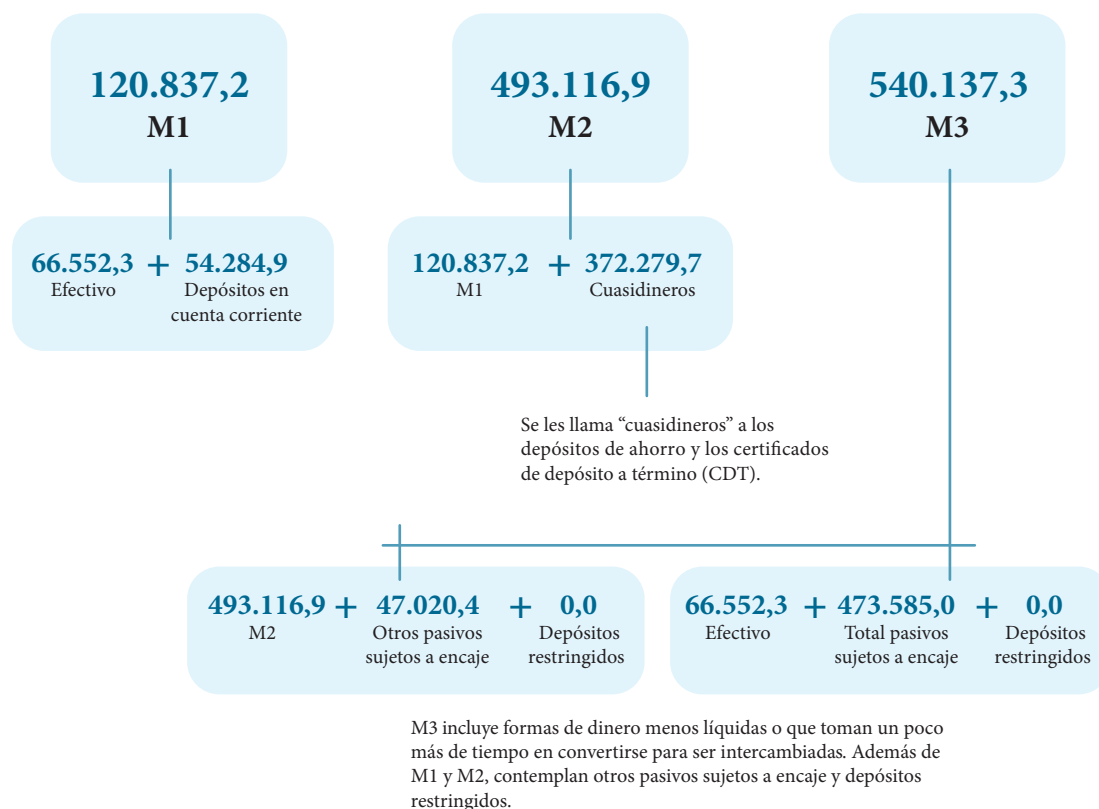 120.837,2
M1
493.116,9
M2
540.137,3
M3
66.552,3 + 54.284,9
Efectivo Depósitos en
cuenta corriente
120.837,2 + 372.279,7
M1 Cuasidineros
Se les llama “cuasidineros” a los
depósitos de ahorro y los certificados
de depósito a término (CDT).
493.116,9 + 47.020,4 + 0,0
M2 Otros pasivos Depósitos
sujetos a encaje restringidos
66.552,3 + 473.585,0 + 0,0
Efectivo Total pasivos Depósitos
sujetos a encaje restringidos
M3 incluye formas de dinero menos líquidas o que toman un poco
más de tiempo en convertirse para ser intercambiadas. Además de
M1 y M2, contemplan otros pasivos sujetos a encaje y depósitos
restringidos.